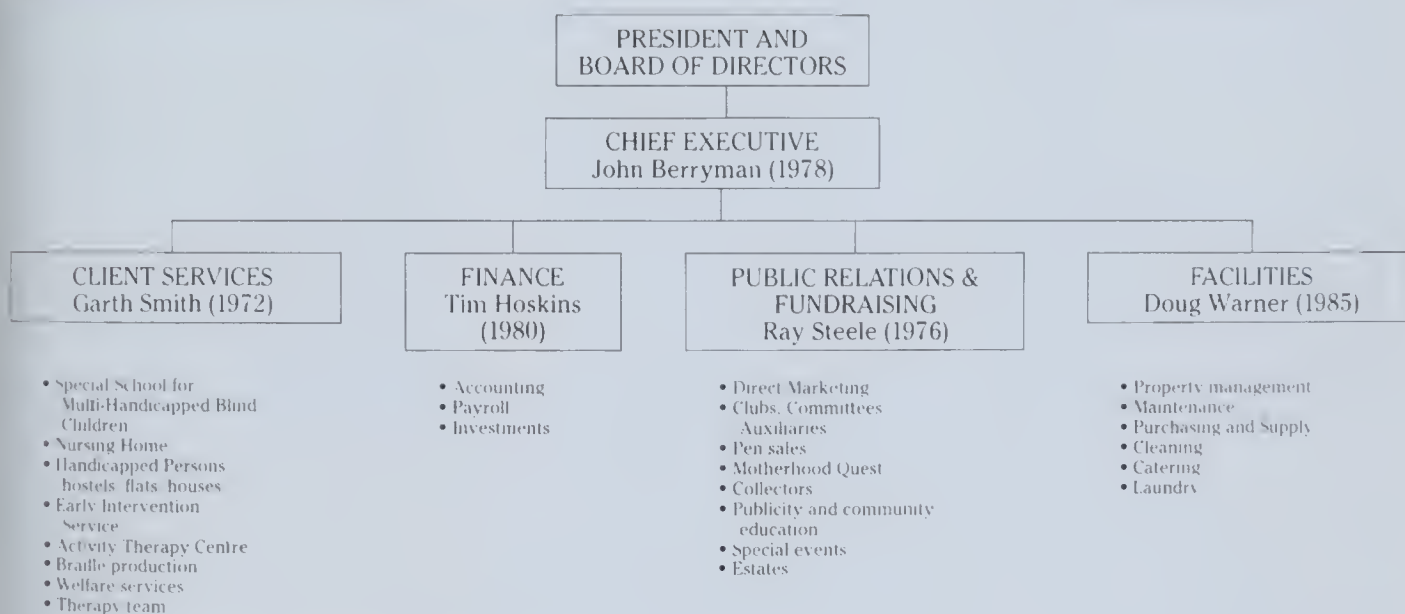 PRESIDENT AND
BOARD OF DIRECTORS
CHIEF EXECUTIVE
John Berryman (1978)
CLIENT SERVICES
Garth Smith (1972)
• Special School for
Multi-Handicapped Blind
Children
• Nursing Home
• Handicapped Persons
hostels flats houses
• Early Intervention
Service
• Activity Therapy Centre
• Braille production
• Welfare services
• Therapy team
FINANCE
Tim Hoskins
(1980)
• Accounting
• Payroll
• Investments
PUBLIC RELATIONS &
FUNDRAISING
Ray Steele (1976)
• Direct Marketing
• Clubs, Committees
Auxiliaries
• Pen sales
• Motherhood Quest
• Collectors
• Publicity and community
education
• Special events
• Estates
FACILITIES
Doug Warner (1985)
• Property management
• Maintenance
• Purchasing and Supply
• Cleaning
• Catering
• Laundry